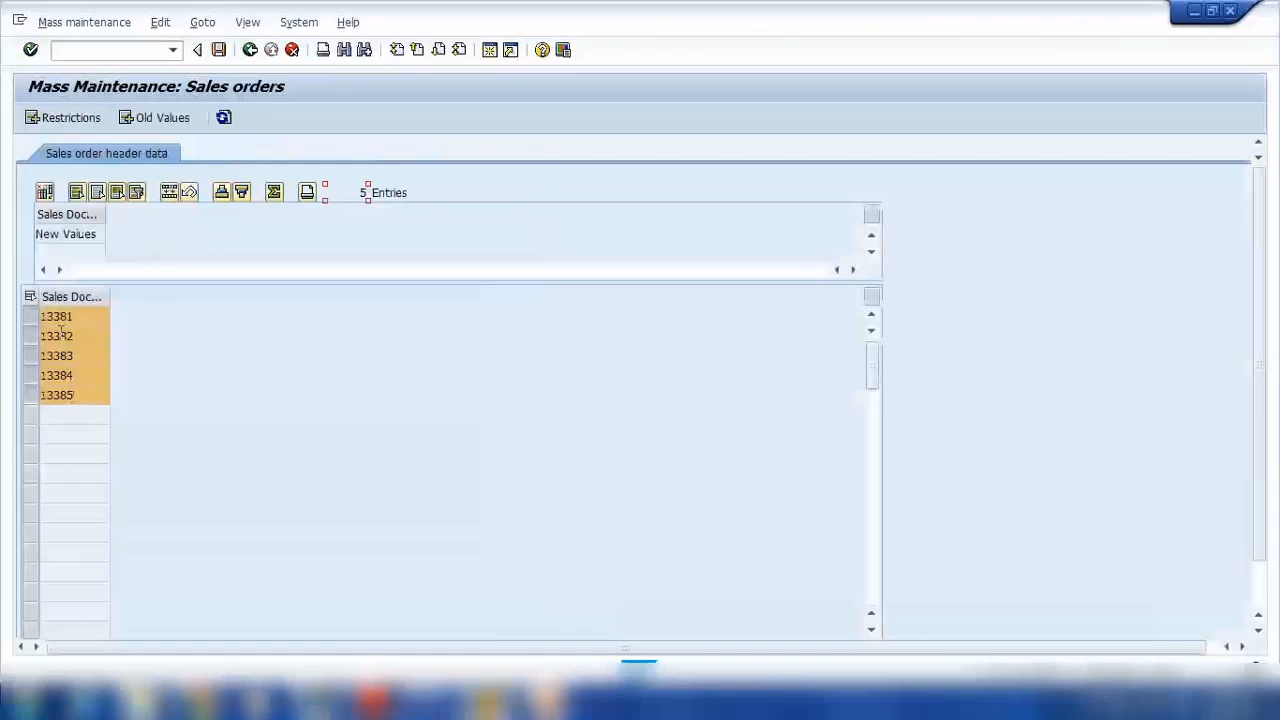 Mass maintenance Edit Goto View System Help
Mass Maintenance: Sales orders
Restrictions Old Values
Sales order header data
5 Entries
Sales Doc...
New Values
Sales Doc...
13381
13382
13383
13384
13385